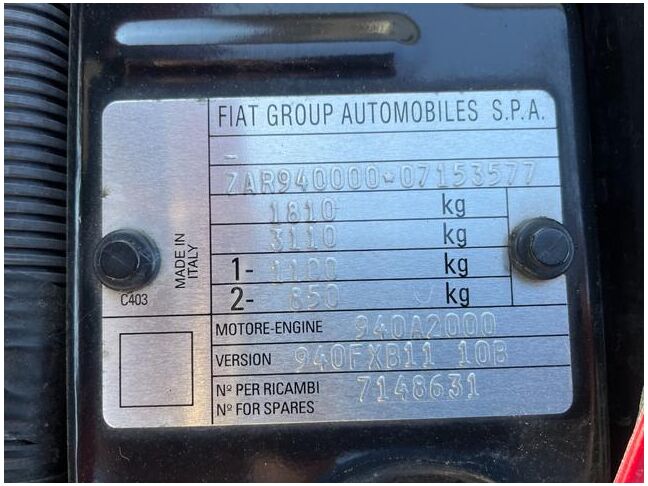 FIAT GROUP AUTOMOBILES S.P.A.
-
ZAR940000*07153577
1810 kg
3110 kg
1- 1100 kg
2- 850 kg
MADE IN
ITALY
C403
MOTORE-ENGINE 940A2000
VERSION 940FXB11 10B
Nº PER RICAMBI 7148631
Nº FOR SPARES